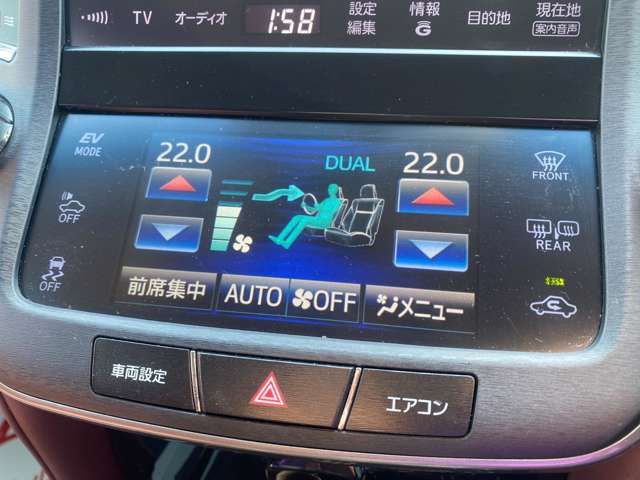 TV オーディオ 1:58 設定編集 情報G 目的地 現在地案内音声
EV MODE
22.0 DUAL 22.0
FRONT
OFF
REAR
OFF
前席集中 AUTO OFF メニュー
車両設定 エアコン